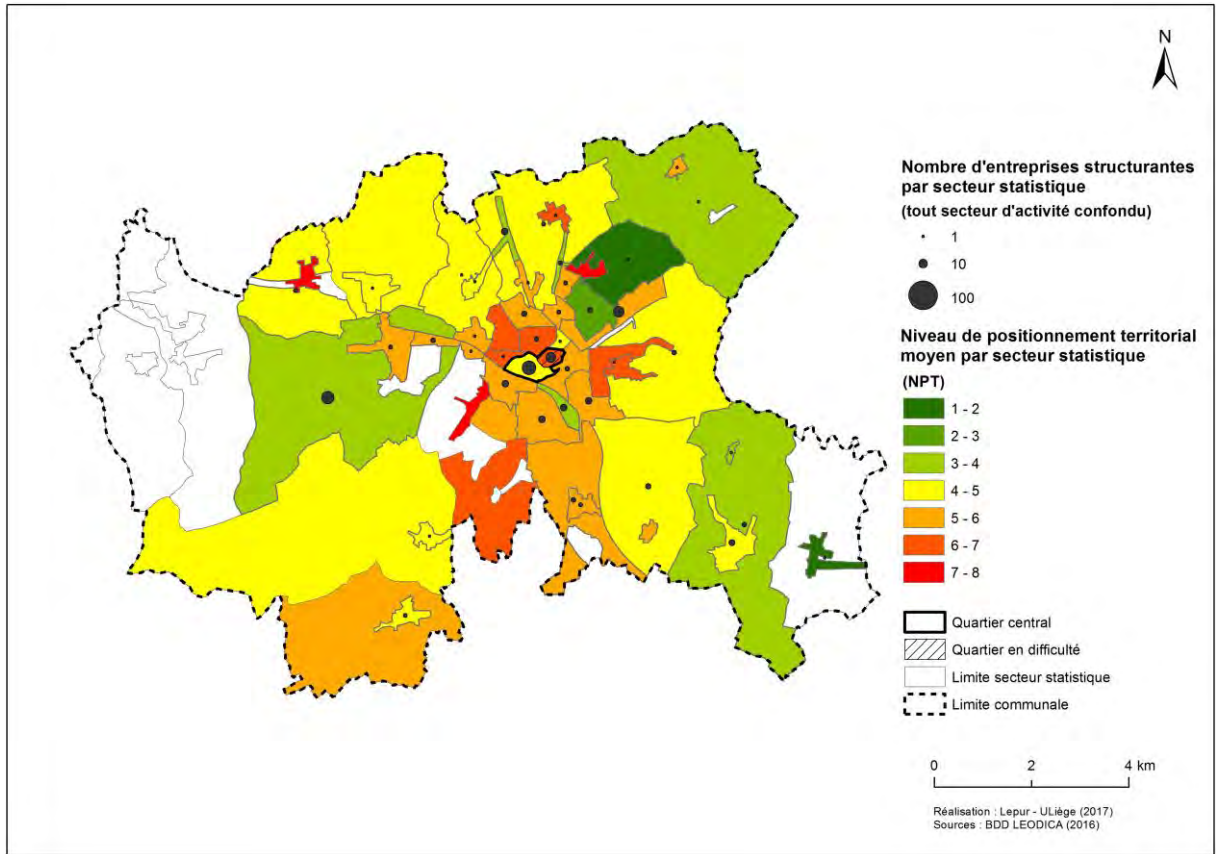 N
Nombre d'entreprises structurantes
par secteur statistique
(tout secteur d'activité confondu)
1
10
100
Niveau de positionnement territorial
moyen par secteur statistique
(NPT)
1 - 2
2 - 3
3 - 4
4 - 5
5 - 6
6 - 7
7 - 8
Quartier central
Quartier en difficulté
Limite secteur statistique
Limite communale
0 2 4 km
Réalisation : Lepur - ULiège (2017)
Sources : BDD LEODICA (2016)